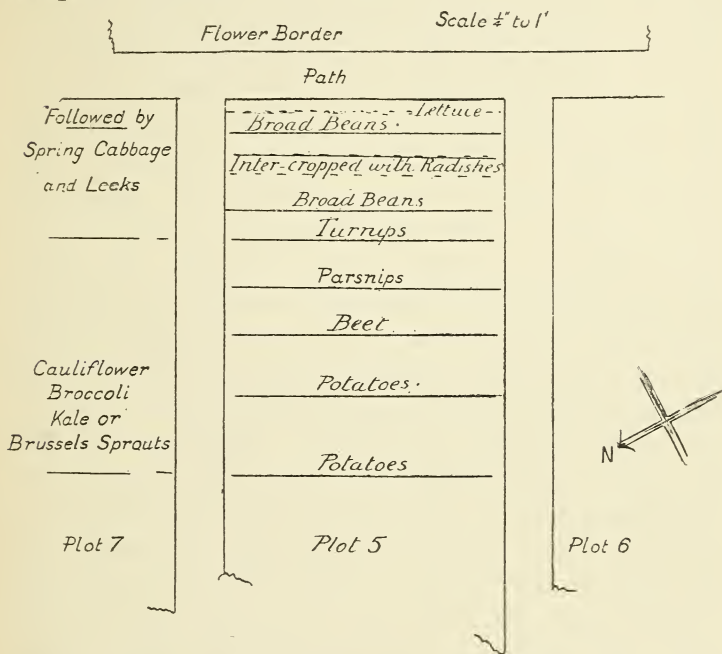 Flower Border
Scale ¼" to 1'
Path
Followed by
Spring Cabbage
and Leeks
Lettuce
Broad Beans.
Inter-cropped with Radishes
Broad Beans
Turnips
Parsnips
Beet
Potatoes.
Cauliflower
Broccoli
Kale or
Brussels Sprouts
Potatoes
N
Plot 7
Plot 5
Plot 6